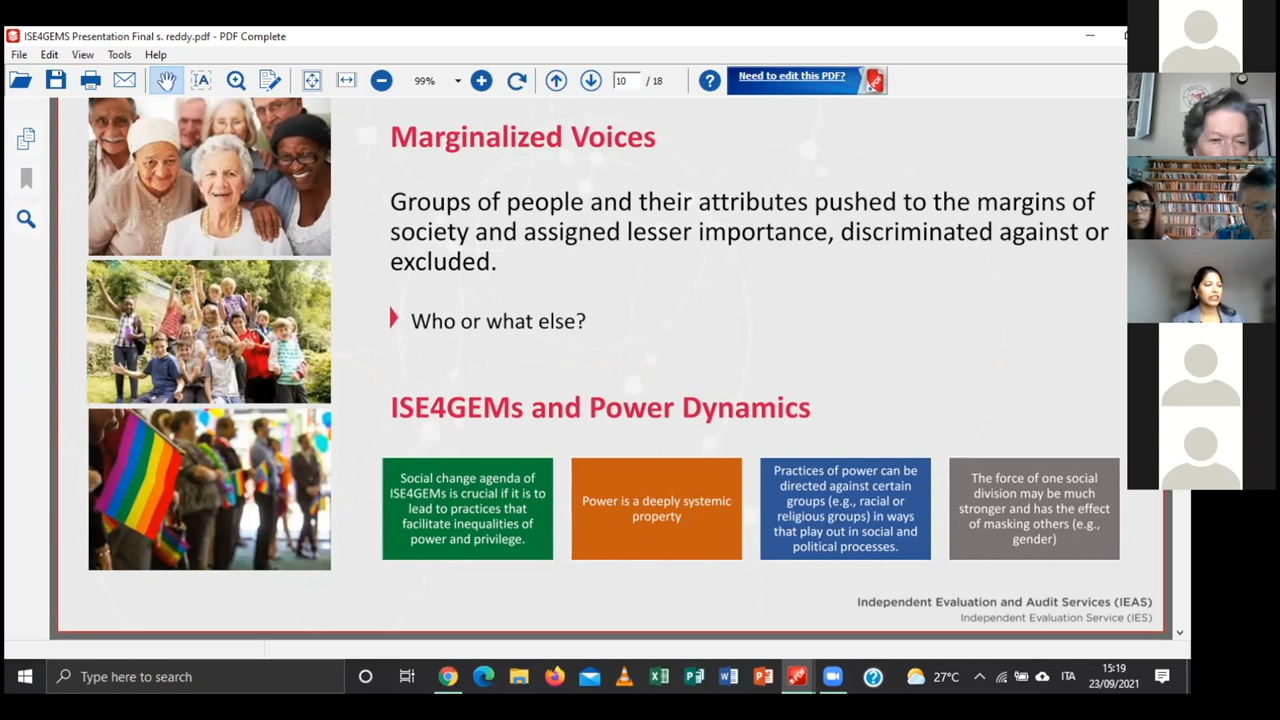 ISE4GEMS Presentation Final s. reddy.pdf - PDF Complete
File Edit View Tools Help
99% 10 / 18 Need to edit this PDF?
Marginalized Voices
Groups of people and their attributes pushed to the margins of
society and assigned lesser importance, discriminated against or
excluded.
Who or what else?
ISE4GEMs and Power Dynamics
Social change agenda of
ISE4GEMs is crucial if it is to
lead to practices that
facilitate inequalities of
power and privilege.
Power is a deeply systemic
property
Practices of power can be
directed against certain
groups (e.g., racial or
religious groups) in ways
that play out in social and
political processes.
The force of one social
division may be much
stronger and has the effect
of masking others (e.g.,
gender)
Independent Evaluation and Audit Services (IEAS)
Independent Evaluation Service (IES)
Type here to search
27°C ITA
15:19
23/09/2021